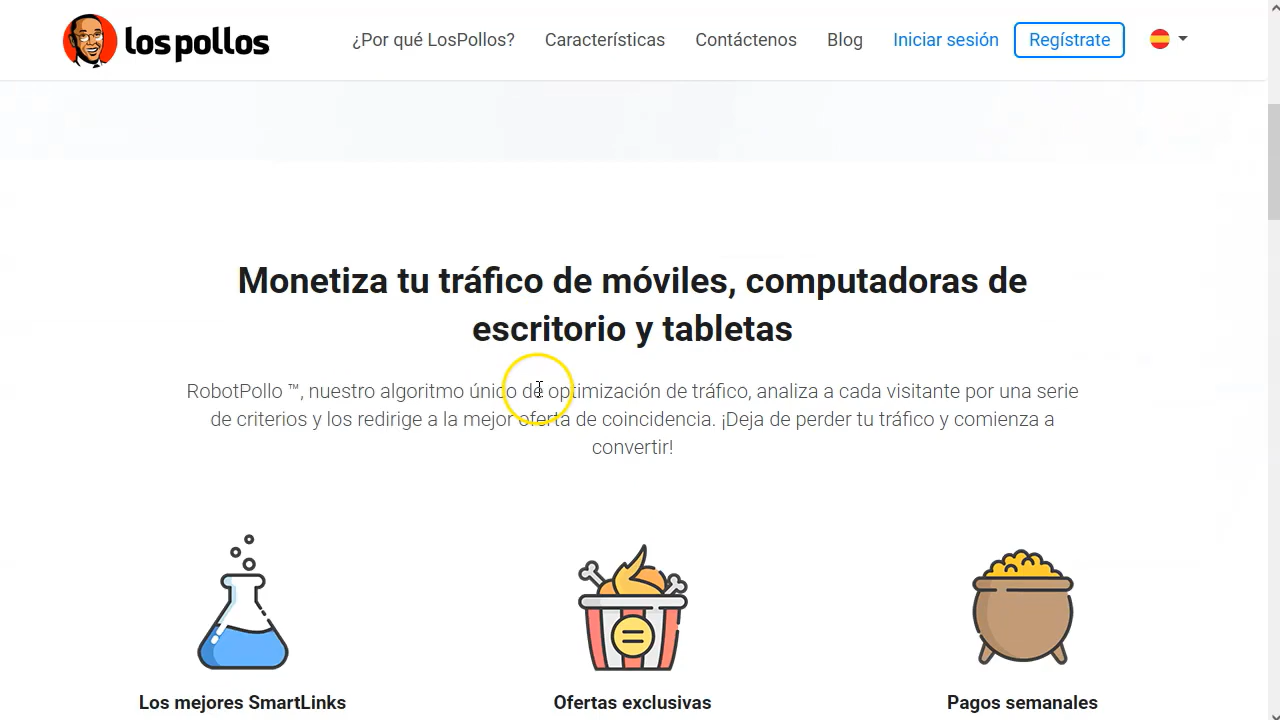 los pollos
¿Por qué LosPollos? Características Contáctenos Blog Iniciar sesión Regístrate
Monetiza tu tráfico de móviles, computadoras de
escritorio y tabletas
RobotPollo ™, nuestro algoritmo único de optimización de tráfico, analiza a cada visitante por una serie
de criterios y los redirige a la mejor oferta de coincidencia. ¡Deja de perder tu tráfico y comienza a
convertir!
Los mejores SmartLinks
Ofertas exclusivas
Pagos semanales